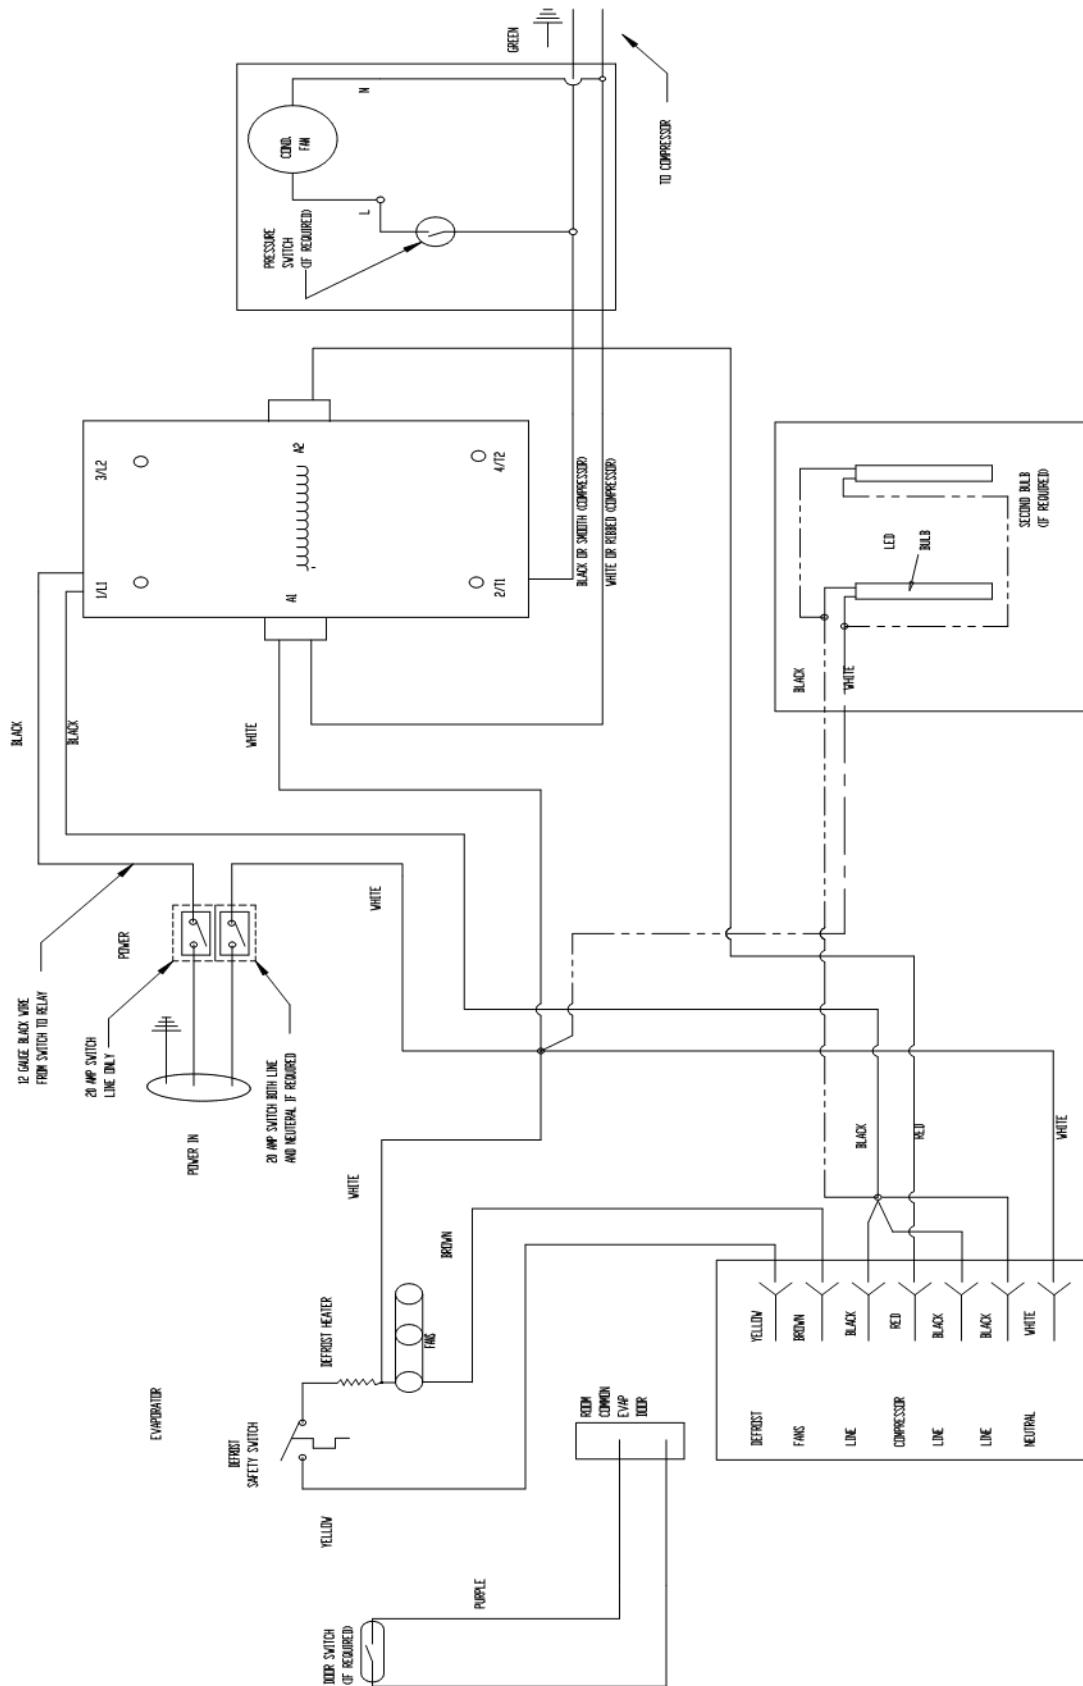 GREEN
N
COND.
FAN
TO COMPRESSOR
L
PRESSURE
SWITCH
(IF REQUIRED)
3/L2
A2
4/T2
1/L1
A1
2/T1
BLACK OR SMOOTH (COMPRESSOR)
WHITE OR RIBBED (COMPRESSOR)
SECOND BULB
(IF REQUIRED)
LED
BULB
BLACK
WHITE
BLACK
BLACK
WHITE
12 GAUGE BLACK WIRE
FROM SWITCH TO RELAY
POWER
20 AMP SWITCH
LINE ONLY
WHITE
POWER IN
20 AMP SWITCH BOTH LINE
AND NEUTERAL IF REQUIRED
BLACK
RED
WHITE
WHITE
BROWN
DEFROST HEATER
FANS
EVAPORATOR
DEFROST
SAFETY SWITCH
YELLOW
ROOM
COMMON
EVAP
DOOR
YELLOW
BROWN
BLACK
RED
BLACK
BLACK
WHITE
DEFROST
FANS
LINE
COMPRESSOR
LINE
LINE
NEUTRAL
PURPLE
DOOR SWITCH
(IF REQUIRED)